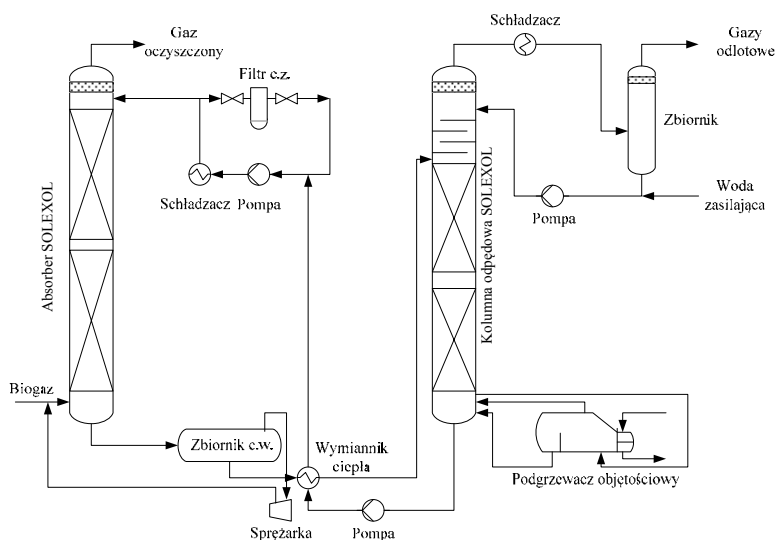 Gaz
oczyszczony
Filtr c.z.
Schładzacz
Pompa
Absorber SOLEXOL
Biogaz
Zbiornik c.w.
Sprężarka
Wymiannik
ciepła
Pompa
Schładzacz
Gazy
odlotowe
Zbiornik
Woda
zasilająca
Pompa
Kolumna odpędowa SOLEXOL
Podgrzewacz objętościowy